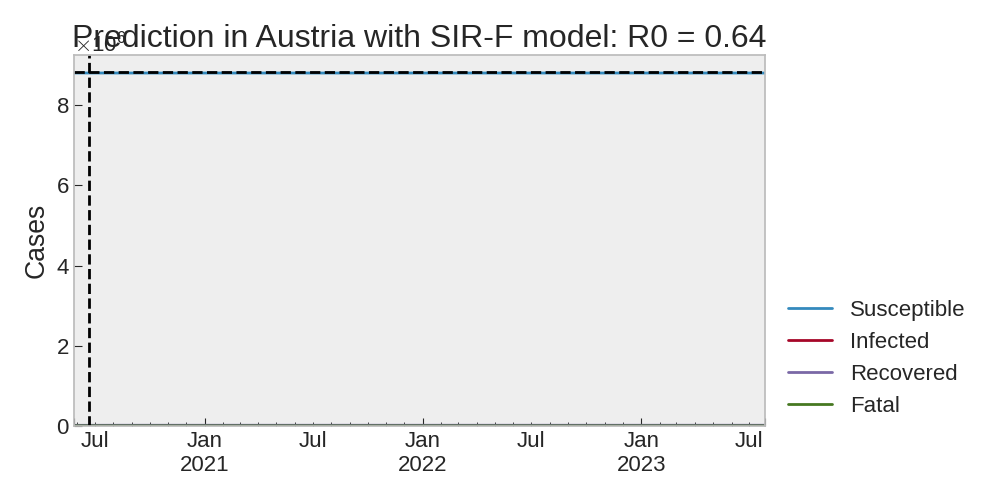 Prediction in Austria with SIR-F model: R0 = 0.64
×10⁶
8
6
4
2
0
Cases
Jul Jan Jul Jan Jul Jan Jul
2021 2022 2023
Susceptible
Infected
Recovered
Fatal